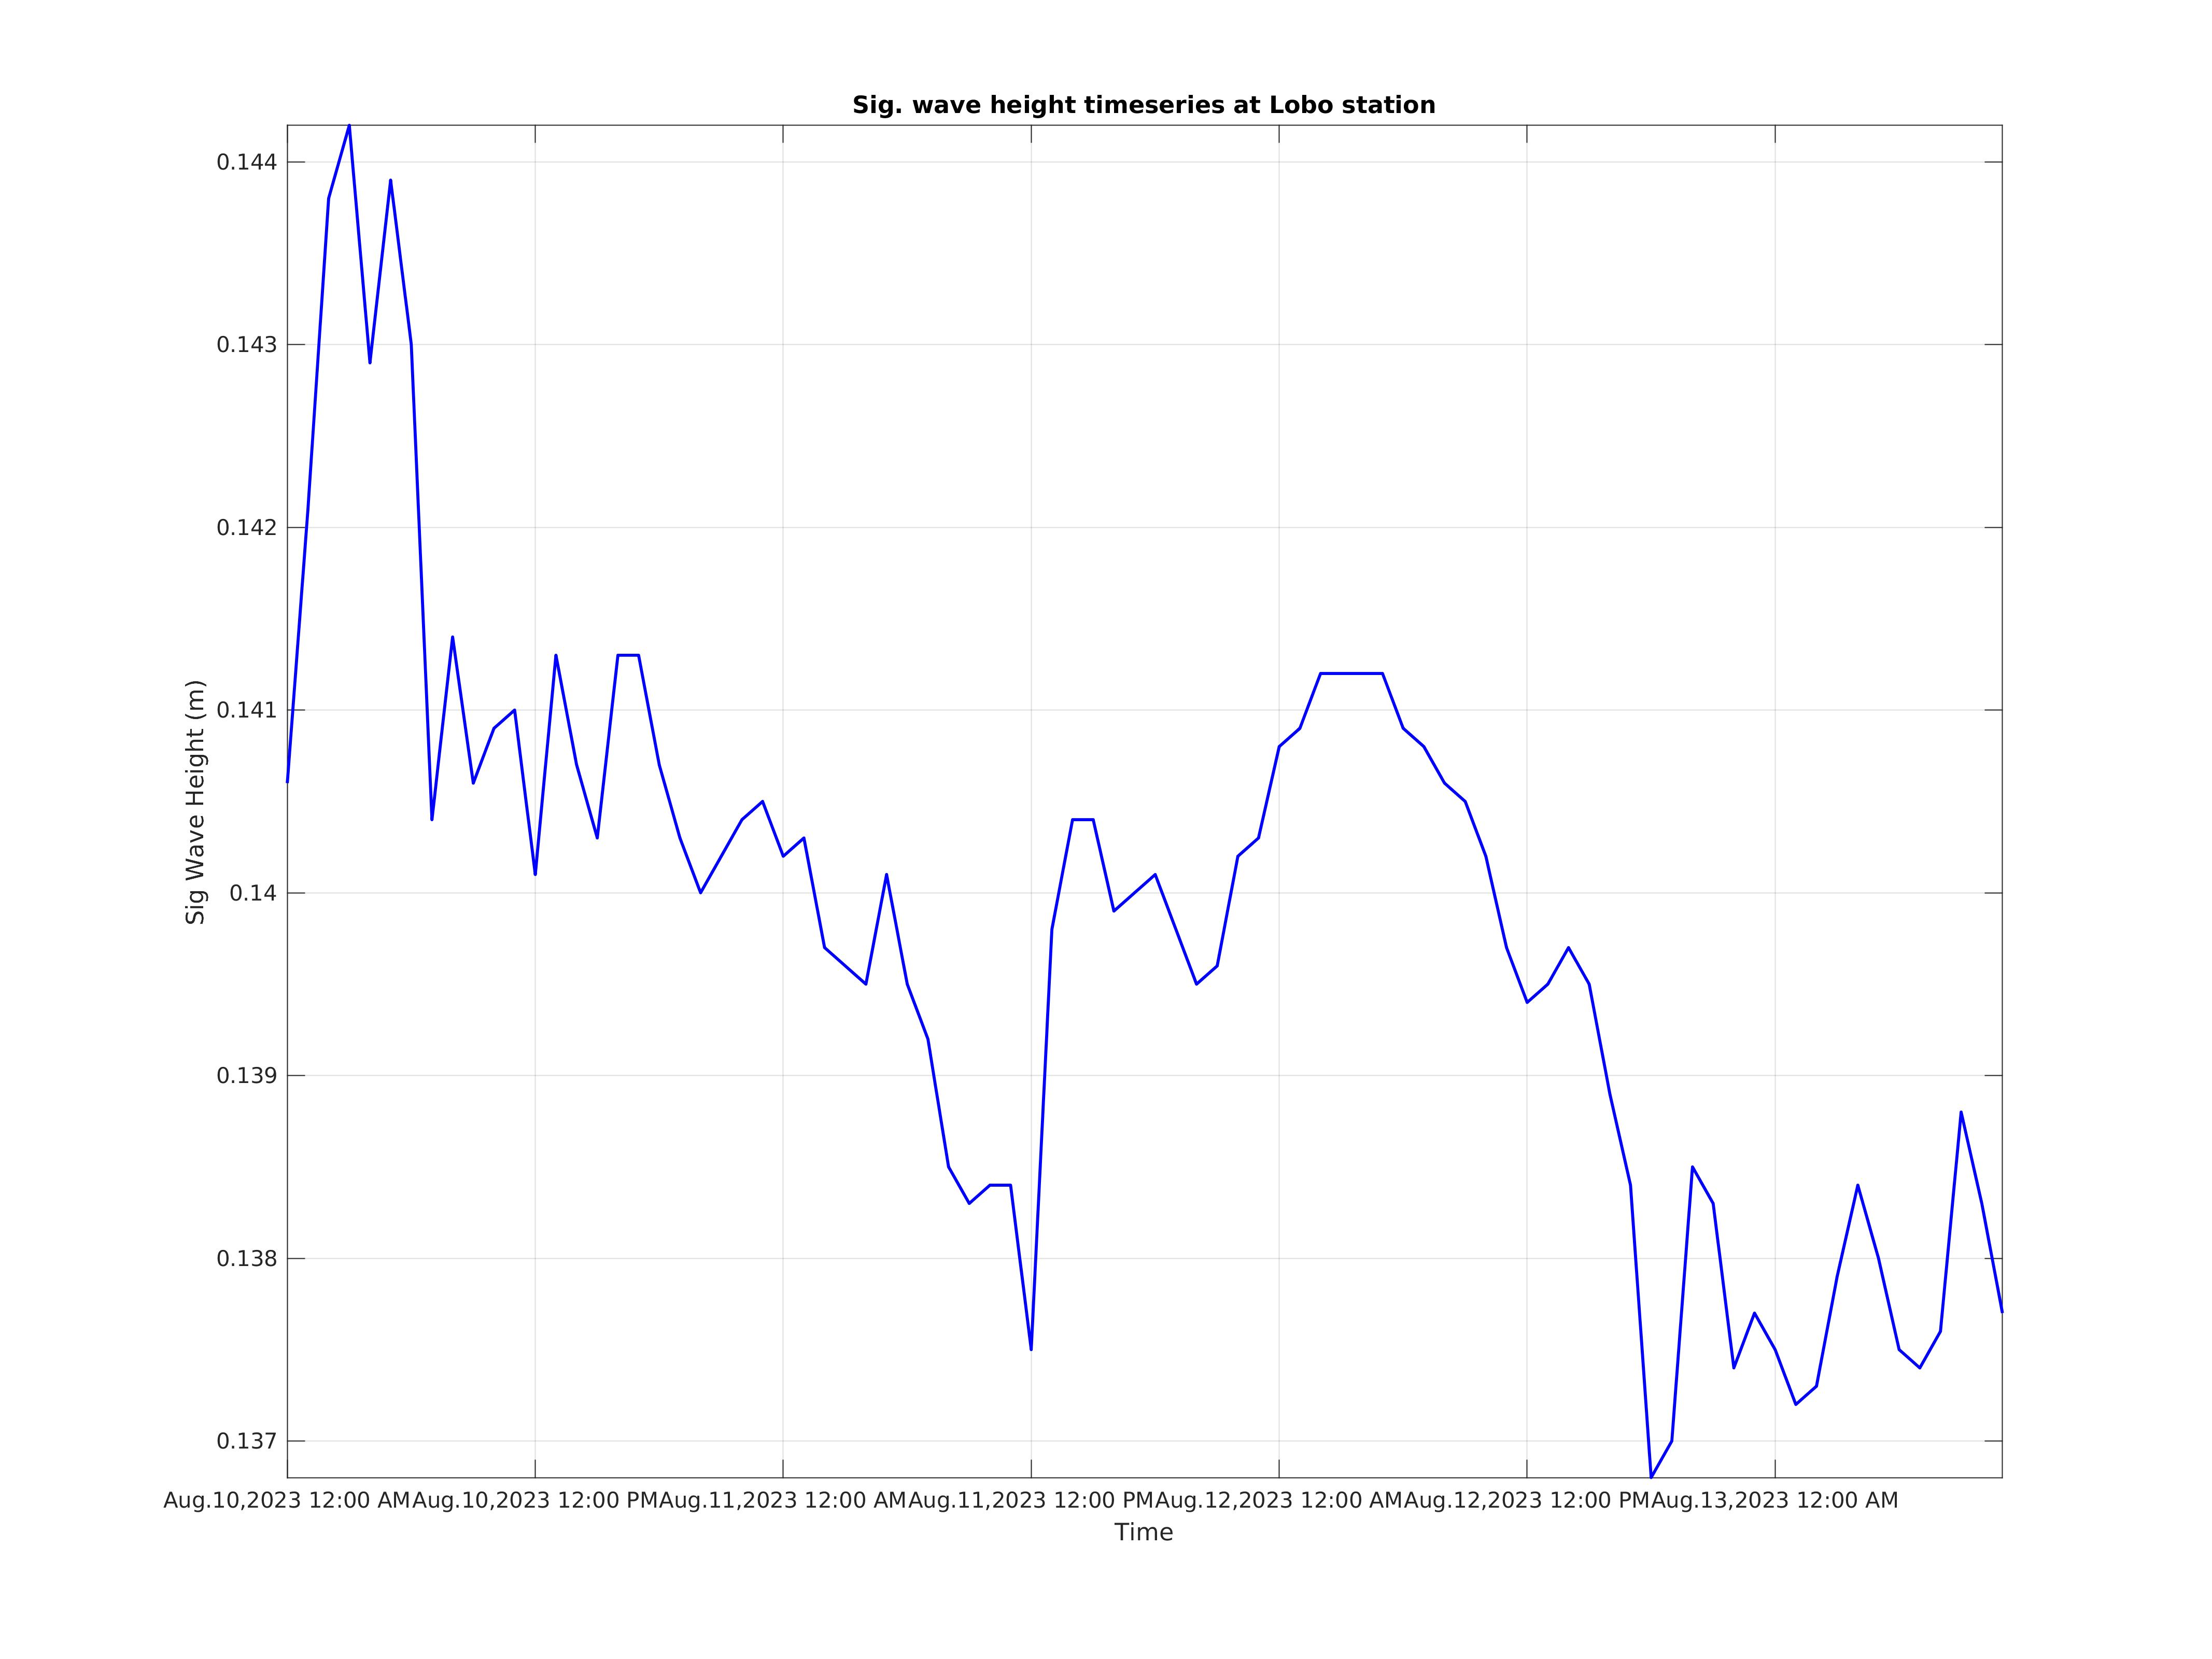 Sig. wave height timeseries at Lobo station
0.144
0.143
0.142
0.141
0.14
0.139
0.138
0.137
Sig Wave Height (m)
Aug.10,2023 12:00 AM Aug.10,2023 12:00 PM Aug.11,2023 12:00 AM Aug.11,2023 12:00 PM Aug.12,2023 12:00 AM Aug.12,2023 12:00 PM Aug.13,2023 12:00 AM
Time